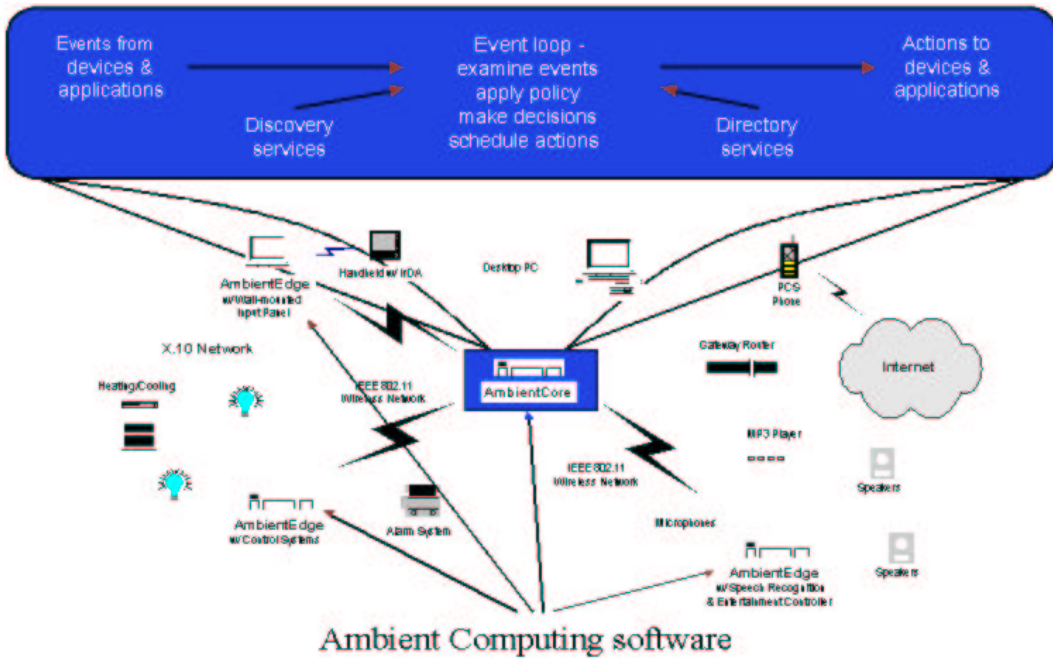 Events from
devices &
applications
Discovery
services
Event loop -
examine events
apply policy
make decisions
schedule actions
Directory
services
Actions to
devices &
applications
AmbientEdge
w/Wall-mounted
Input Panel
Handheld w/ IrDA
Desktop PC
PCS
Phone
X.10 Network
Heating/Cooling
IEEE 802.11
Wireless Network
AmbientCore
Gateway Router
Internet
MP3 Player
Speakers
IEEE 802.11
Wireless Network
AmbientEdge
w/Control Systems
Alarm System
Microphones
AmbientEdge
w/Speech Recognition
& Entertainment Controller
Speakers
Ambient Computing software